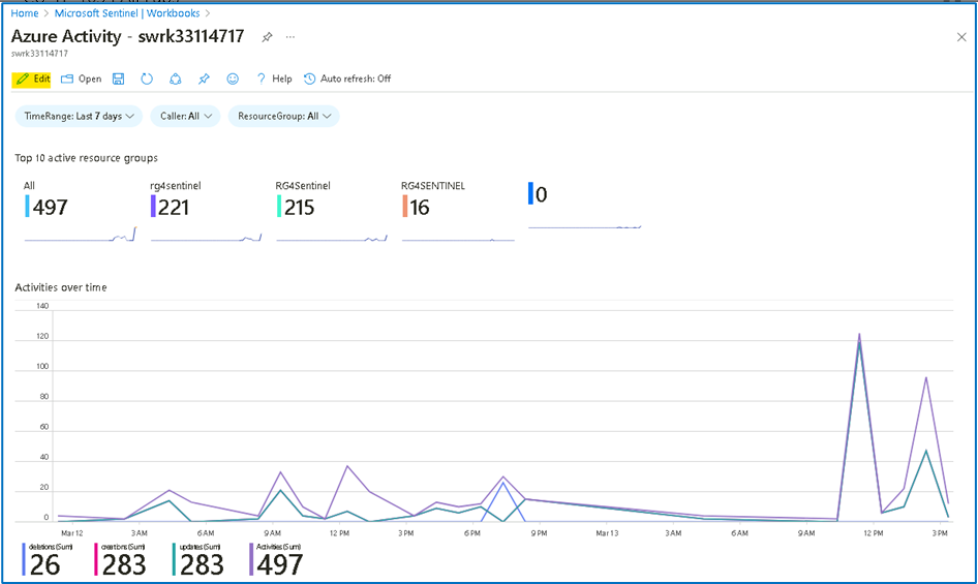 Home > Microsoft Sentinel | Workbooks >
Azure Activity - swrk33114717 ...
swrk33114717
Edit Open ? Help Auto refresh: Off
TimeRange: Last 7 days Caller: All ResourceGroup: All
Top 10 active resource groups
All rg4sentinel RG4Sentinel RG4SENTINEL
497 221 215 16 0
Activities over time
140
120
100
80
60
40
20
0
Mar 12 3 AM 6 AM 9 AM 12 PM 3 PM 6 PM 9 PM Mar 13 3 AM 6 AM 9 AM 12 PM 3 PM
deletions (Sum) creations (Sum) updates (Sum) Activities (Sum)
26 283 283 497